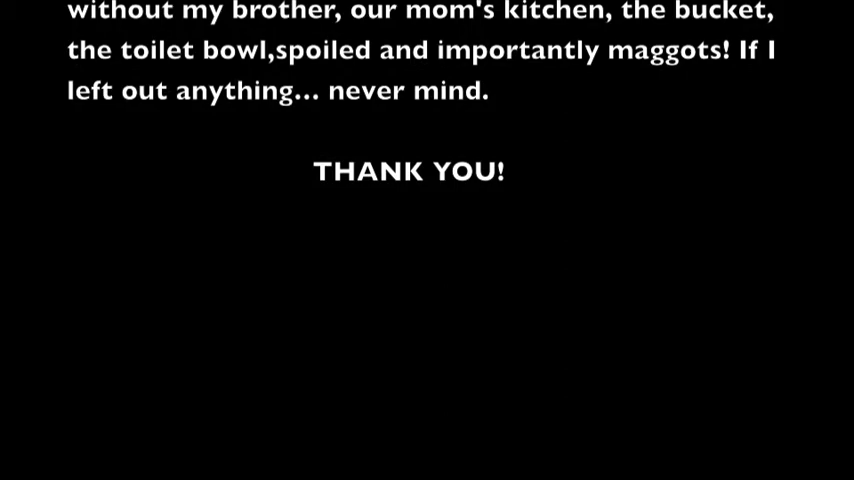 without my brother, our mom's kitchen, the bucket,
the toilet bowl,spoiled and importantly maggots! If I
left out anything... never mind.
THANK YOU!